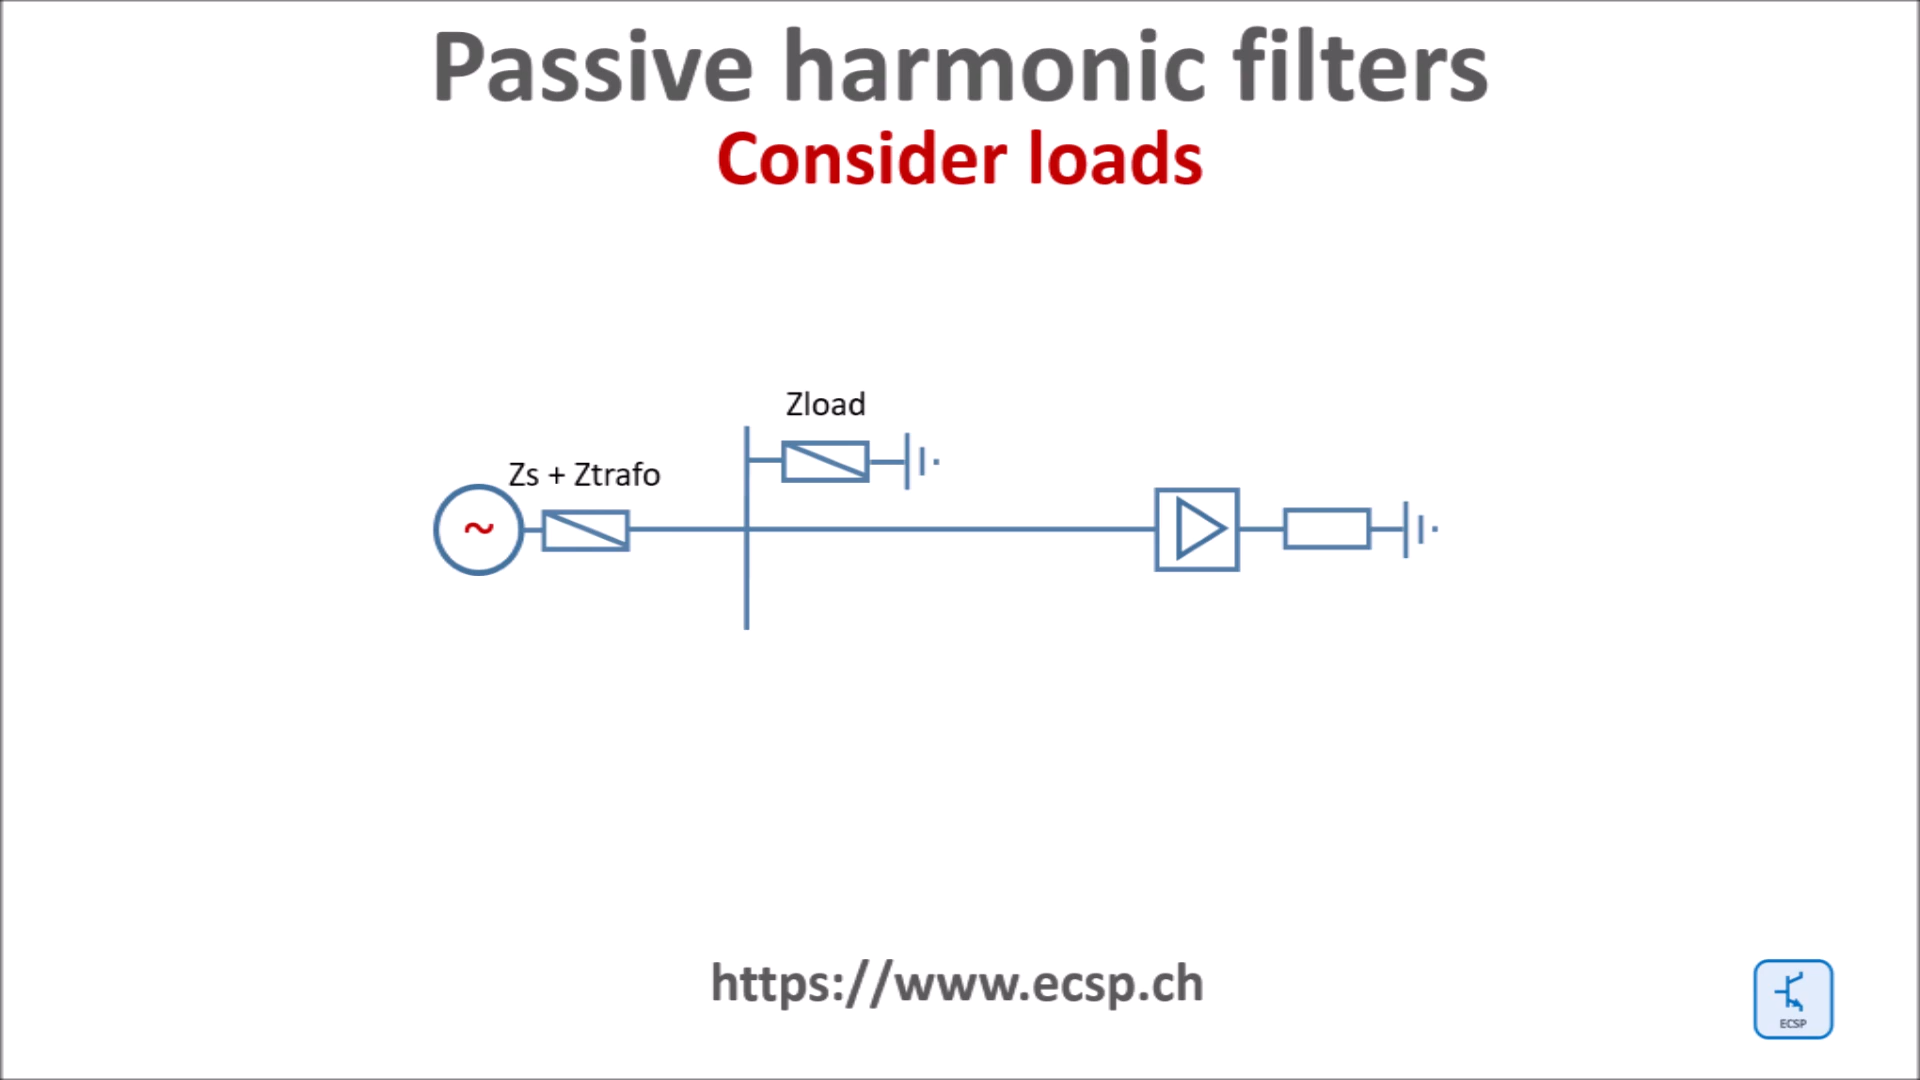 Passive harmonic filters
Consider loads
Zload
Zs + Ztrafo
~
https://www.ecsp.ch
ECSP